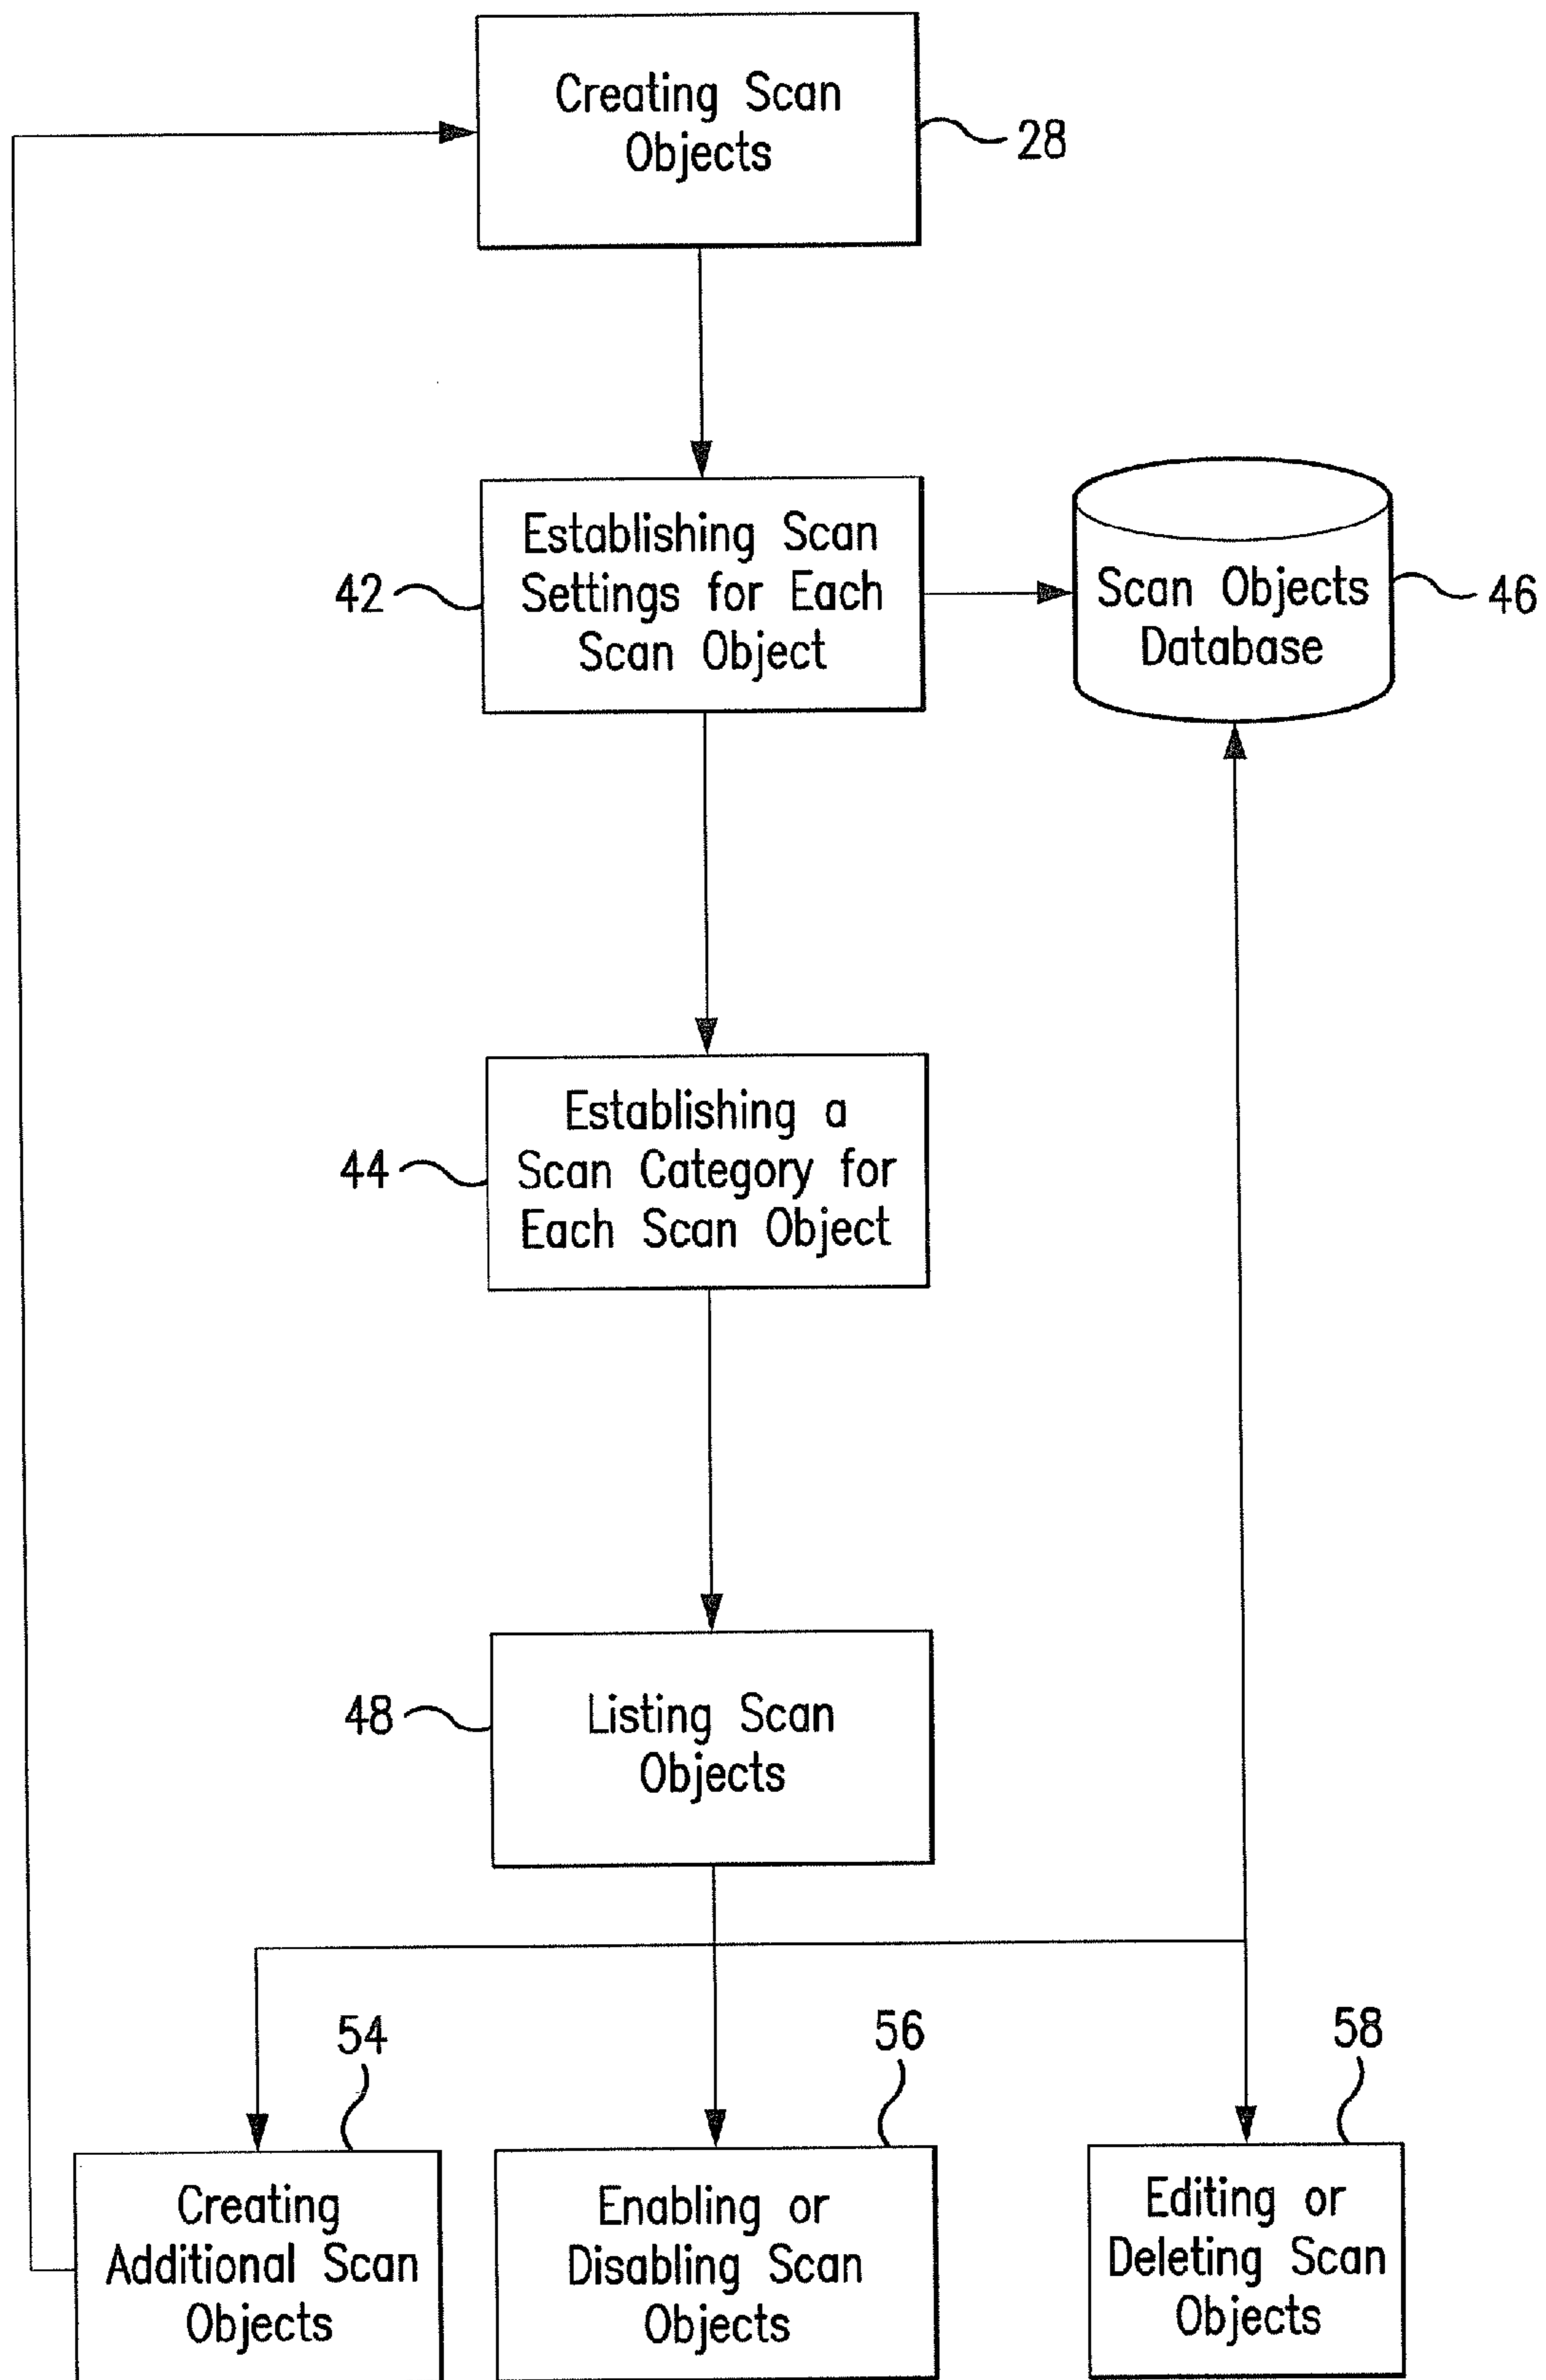 Creating Scan
Objects
28
Establishing Scan
Settings for Each
Scan Object
42
Scan Objects
Database
46
Establishing a
Scan Category for
Each Scan Object
44
Listing Scan
Objects
48
54
56
58
Creating
Additional Scan
Objects
Enabling or
Disabling Scan
Objects
Editing or
Deleting Scan
Objects